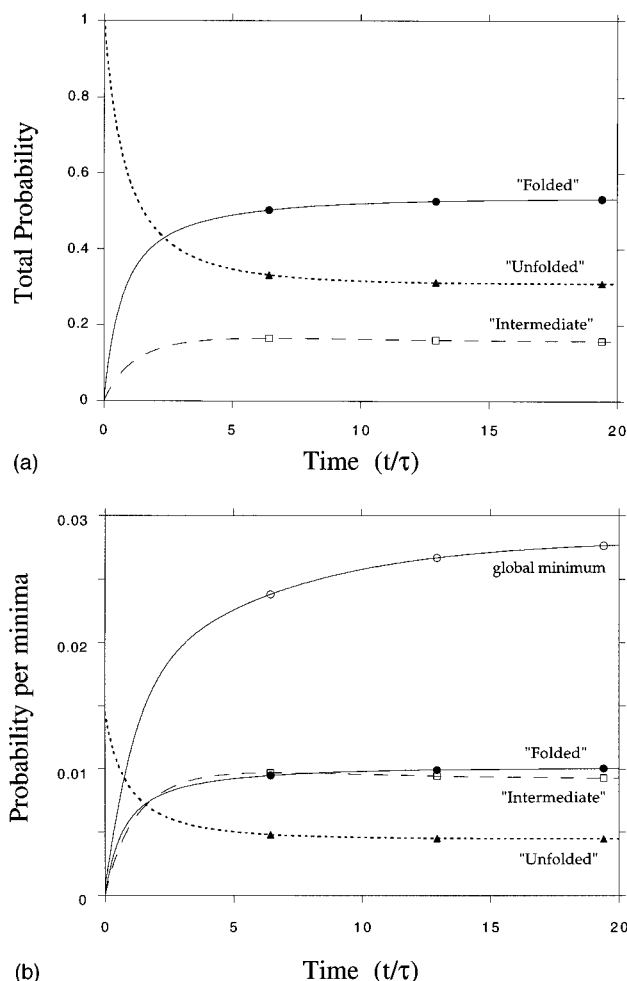 1
0.8
0.6
0.4
0.2
0
Total Probability
"Folded"
"Unfolded"
"Intermediate"
0 5 10 15 20
(a) Time (t/τ)
0.03
0.02
0.01
0
Probability per minima
global minimum
"Folded"
"Intermediate"
"Unfolded"
0 5 10 15 20
(b) Time (t/τ)